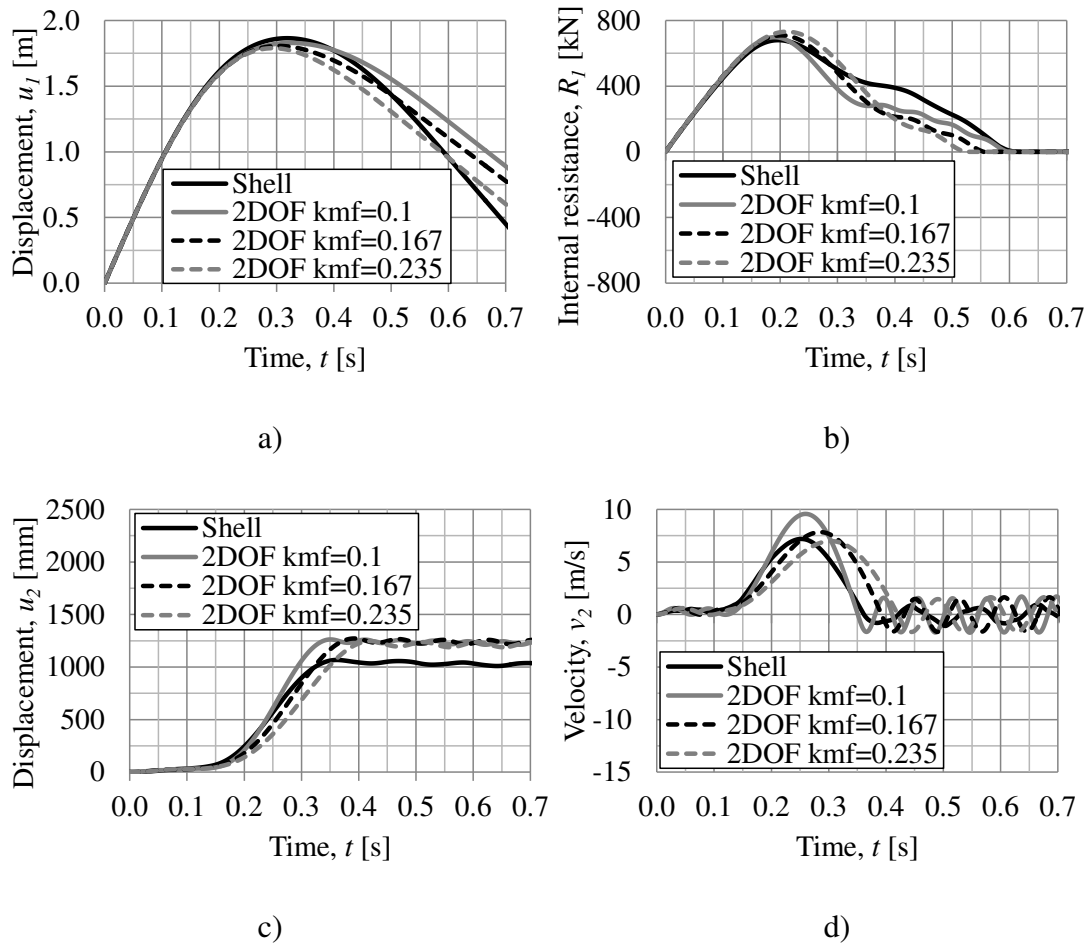 Displacement, u1 [m]
2.0
1.5
1.0
0.5
0.0
Shell
2DOF kmf=0.1
2DOF kmf=0.167
2DOF kmf=0.235
0.0 0.1 0.2 0.3 0.4 0.5 0.6 0.7
Time, t [s]
a)
Internal resistance, R1 [kN]
800
400
0
-400
-800
Shell
2DOF kmf=0.1
2DOF kmf=0.167
2DOF kmf=0.235
0.0 0.1 0.2 0.3 0.4 0.5 0.6 0.7
Time, t [s]
b)
Displacement, u2 [mm]
2500
2000
1500
1000
500
0
Shell
2DOF kmf=0.1
2DOF kmf=0.167
2DOF kmf=0.235
0.0 0.1 0.2 0.3 0.4 0.5 0.6 0.7
Time, t [s]
c)
Velocity, v2 [m/s]
10
5
0
-5
-10
-15
Shell
2DOF kmf=0.1
2DOF kmf=0.167
2DOF kmf=0.235
0.0 0.1 0.2 0.3 0.4 0.5 0.6 0.7
Time, t [s]
d)